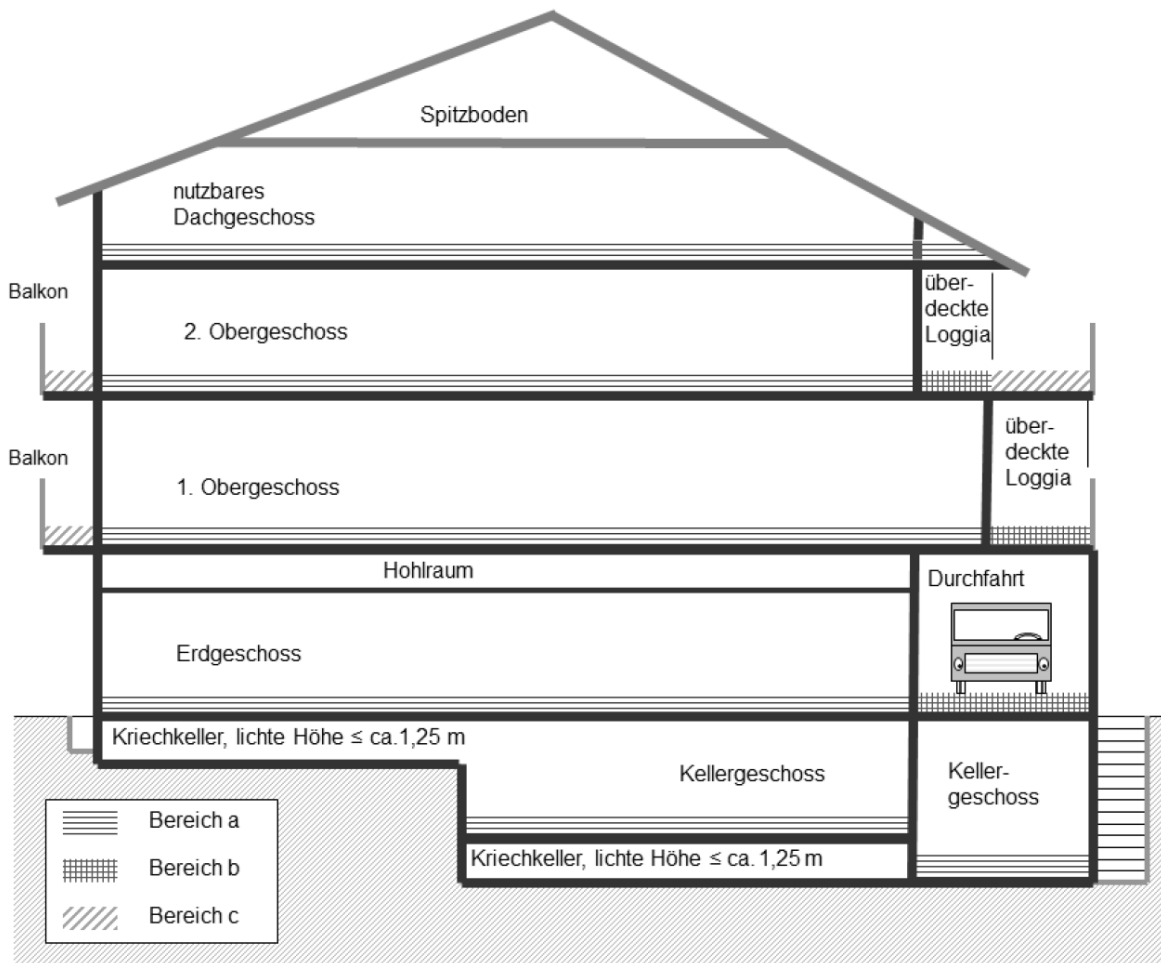 Spitzboden
nutzbares
Dachgeschoss
Balkon
2. Obergeschoss
über-
deckte
Loggia
Balkon
1. Obergeschoss
über-
deckte
Loggia
Hohlraum
Durchfahrt
Erdgeschoss
Kriechkeller, lichte Höhe ≤ ca.1,25 m
Kellergeschoss
Keller-
geschoss
Kriechkeller, lichte Höhe ≤ ca. 1,25 m
Bereich a
Bereich b
Bereich c